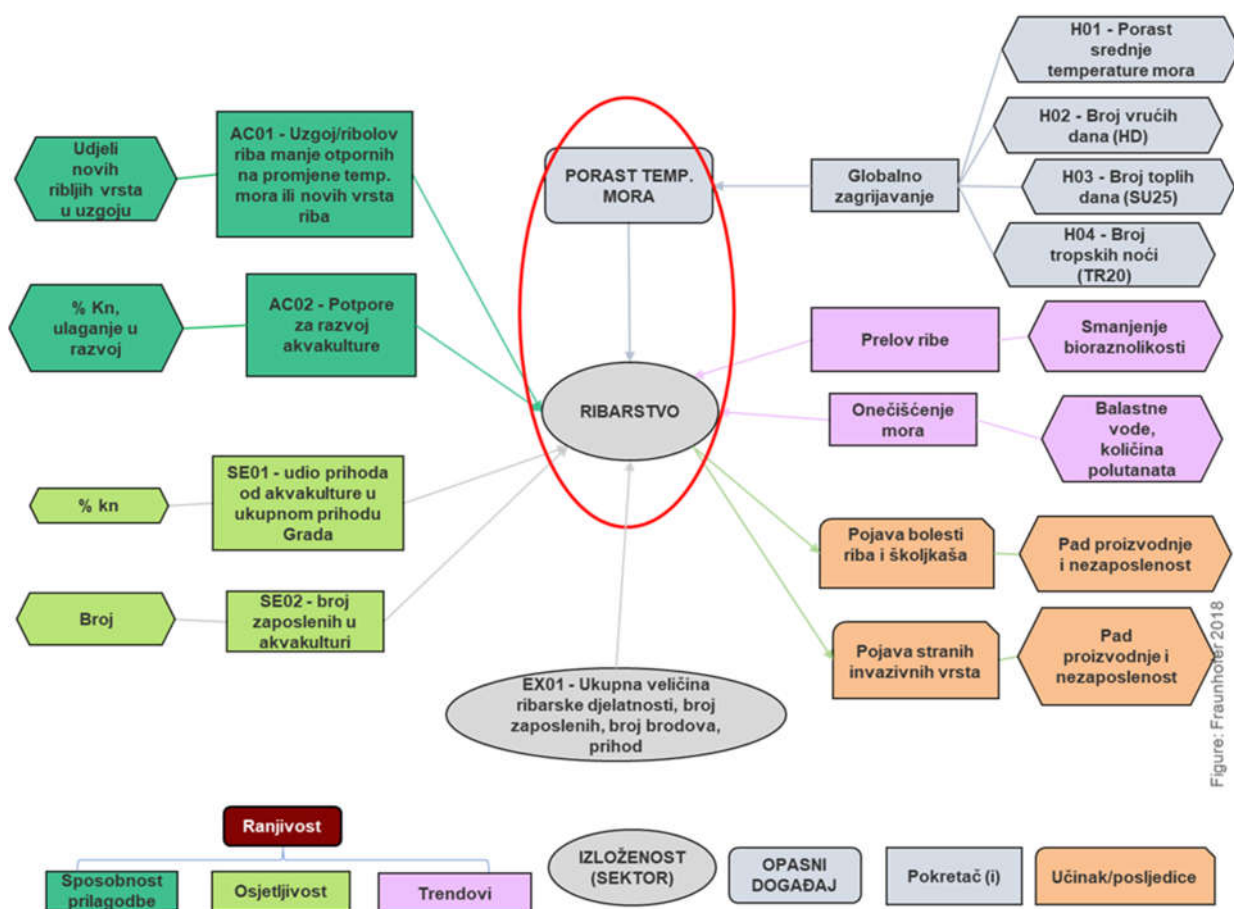 Udjeli
novih
ribljih vrsta
u uzgoju
AC01 - Uzgoj/ribolov
riba manje otpornih
na promjene temp.
mora ili novih vrsta
riba
% Kn,
ulaganje u
razvoj
AC02 - Potpore
za razvoj
akvakulture
% kn
SE01 - udio prihoda
od akvakulture u
ukupnom prihodu
Grada
Broj
SE02 - broj
zaposlenih u
akvakulturi
PORAST TEMP.
MORA
RIBARSTVO
EX01 - Ukupna veličina
ribarske djelatnosti, broj
zaposlenih, broj brodova,
prihod
Globalno
zagrijavanje
H01 - Porast
srednje
temperature mora
H02 - Broj vrućih
dana (HD)
H03 - Broj toplih
dana (SU25)
H04 - Broj
tropskih noći
(TR20)
Prelov ribe
Smanjenje
bioraznolikosti
Onečišćenje
mora
Balastne
vode,
količina
polutanata
Pojava bolesti
riba i školjkaša
Pad proizvodnje
i nezaposlenost
Pojava stranih
invazivnih vrsta
Pad
proizvodnje i
nezaposlenost
Figure: Fraunhofer 2018
Ranjivost
Sposobnost
prilagodbe
Osjetljivost
Trendovi
IZLOŽENOST
(SEKTOR)
OPASNI
DOGAĐAJ
Pokretač (i)
Učinak/posljedice